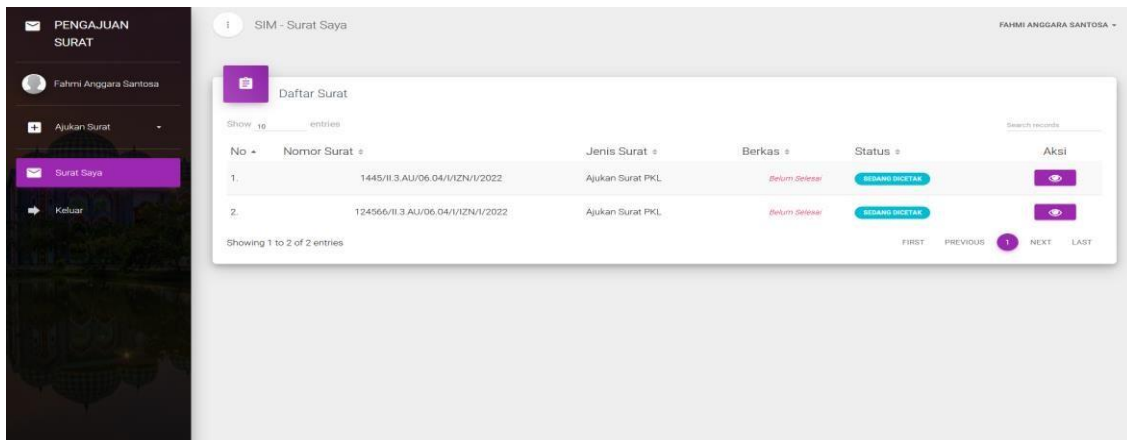 PENGAJUAN
SURAT
Fahmi Anggara Santosa
Ajukan Surat
Surat Saya
Keluar
SIM - Surat Saya
FAHMI ANGGARA SANTOSA
Daftar Surat
Show 10 entries
Search records
No Nomor Surat Jenis Surat Berkas Status Aksi
1. 1445/II.3.AU/06.04/I/IZN/I/2022 Ajukan Surat PKL Belum Selesai SEDANG DICETAK
2. 124566/II.3.AU/06.04/I/IZN/I/2022 Ajukan Surat PKL Belum Selesai SEDANG DICETAK
Showing 1 to 2 of 2 entries
FIRST PREVIOUS 1 NEXT LAST